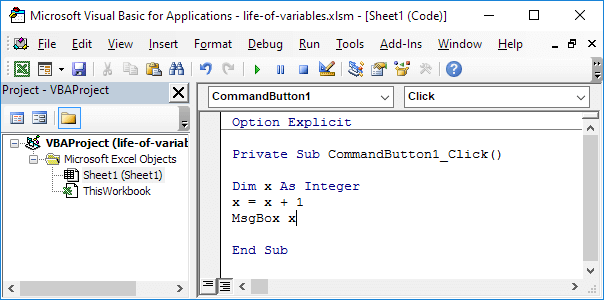 Microsoft Visual Basic for Applications - life-of-variables.xlsm - [Sheet1 (Code)]
File Edit View Insert Format Debug Run Tools Add-Ins Window Help
Project - VBAProject
CommandButton1 Click
VBAProject (life-of-variabl
Microsoft Excel Objects
Sheet1 (Sheet1)
ThisWorkbook
Option Explicit
Private Sub CommandButton1_Click()
Dim x As Integer
x = x + 1
MsgBox x
End Sub